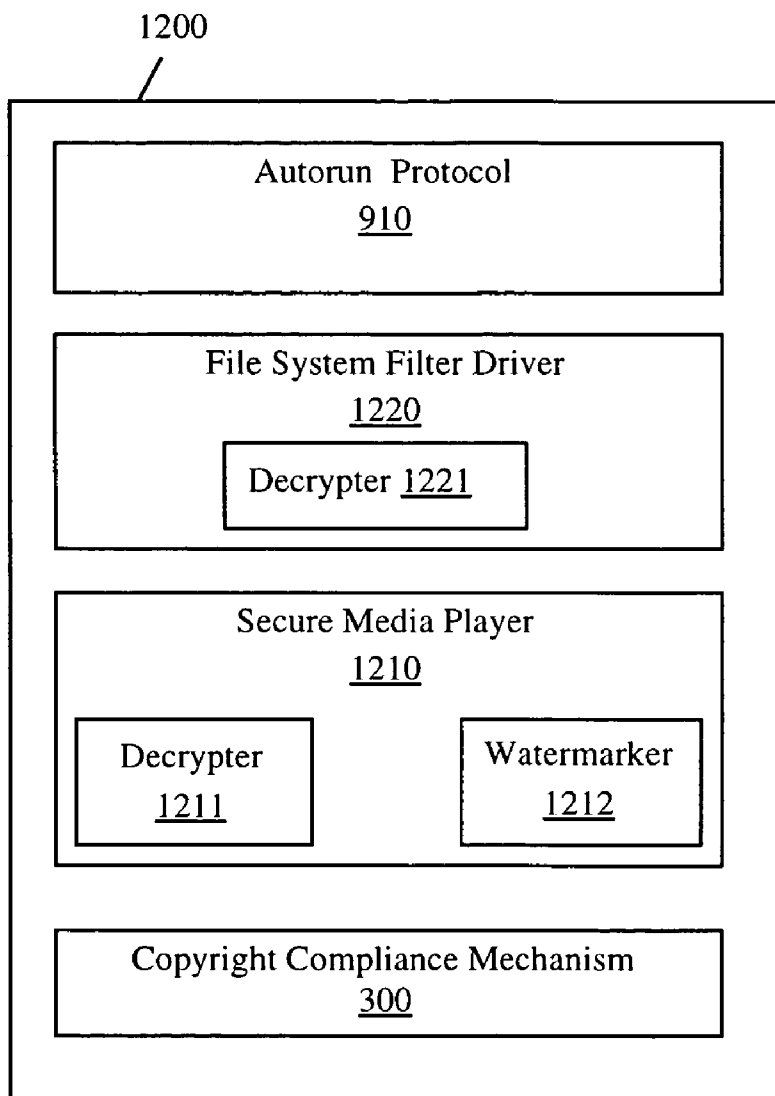 1200
Autorun Protocol
910
File System Filter Driver
1220
Decrypter 1221
Secure Media Player
1210
Decrypter
1211
Watermarker
1212
Copyright Compliance Mechanism
300